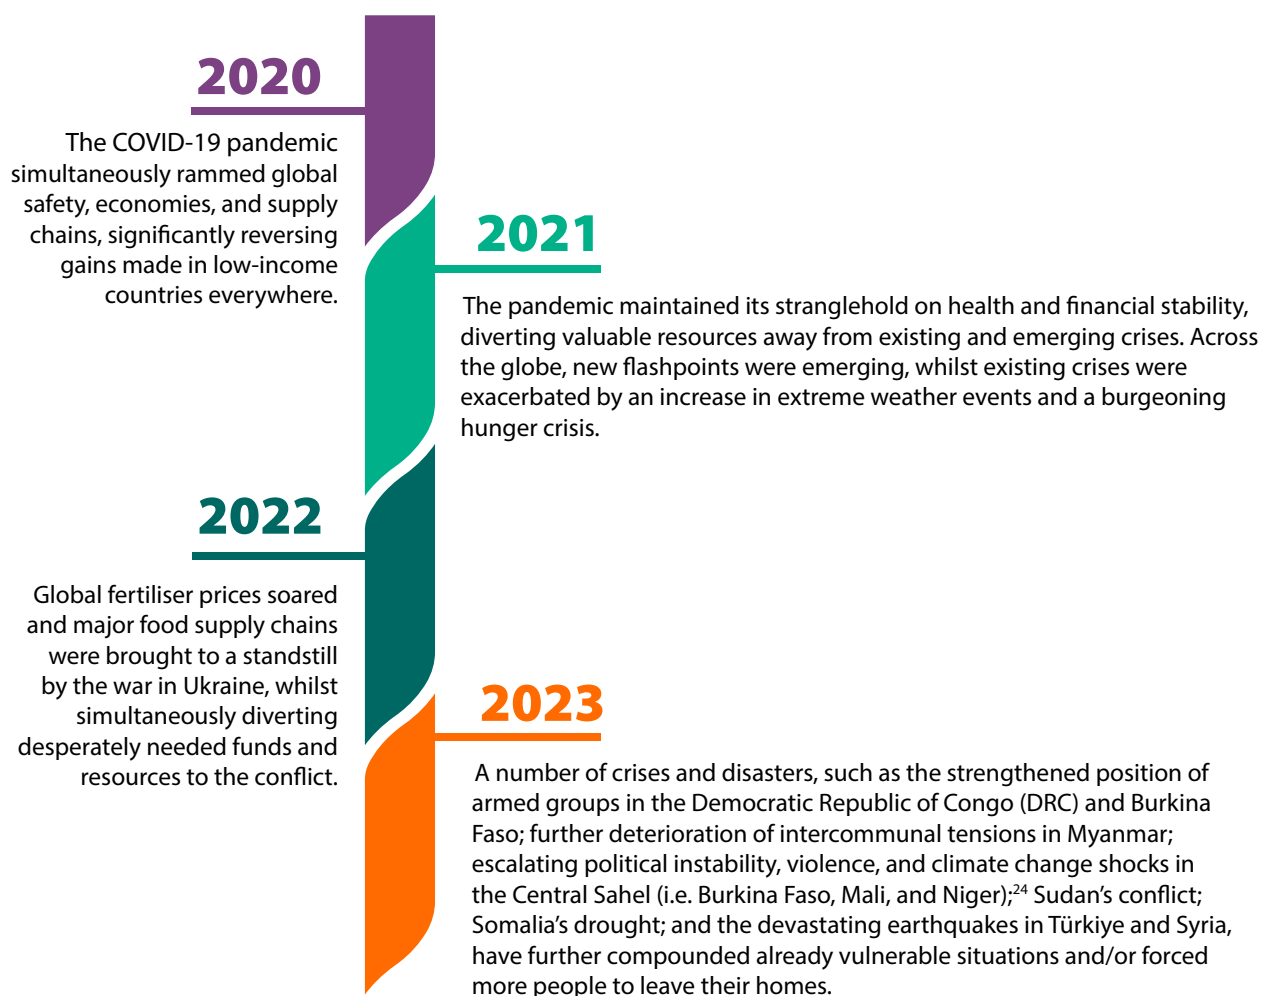 2020
The COVID-19 pandemic
simultaneously rammed global
safety, economies, and supply
chains, significantly reversing
gains made in low-income
countries everywhere.
2021
The pandemic maintained its stranglehold on health and financial stability,
diverting valuable resources away from existing and emerging crises. Across
the globe, new flashpoints were emerging, whilst existing crises were
exacerbated by an increase in extreme weather events and a burgeoning
hunger crisis.
2022
Global fertiliser prices soared
and major food supply chains
were brought to a standstill
by the war in Ukraine, whilst
simultaneously diverting
desperately needed funds and
resources to the conflict.
2023
A number of crises and disasters, such as the strengthened position of
armed groups in the Democratic Republic of Congo (DRC) and Burkina
Faso; further deterioration of intercommunal tensions in Myanmar;
escalating political instability, violence, and climate change shocks in
the Central Sahel (i.e. Burkina Faso, Mali, and Niger);²⁴ Sudan’s conflict;
Somalia’s drought; and the devastating earthquakes in Türkiye and Syria,
have further compounded already vulnerable situations and/or forced
more people to leave their homes.